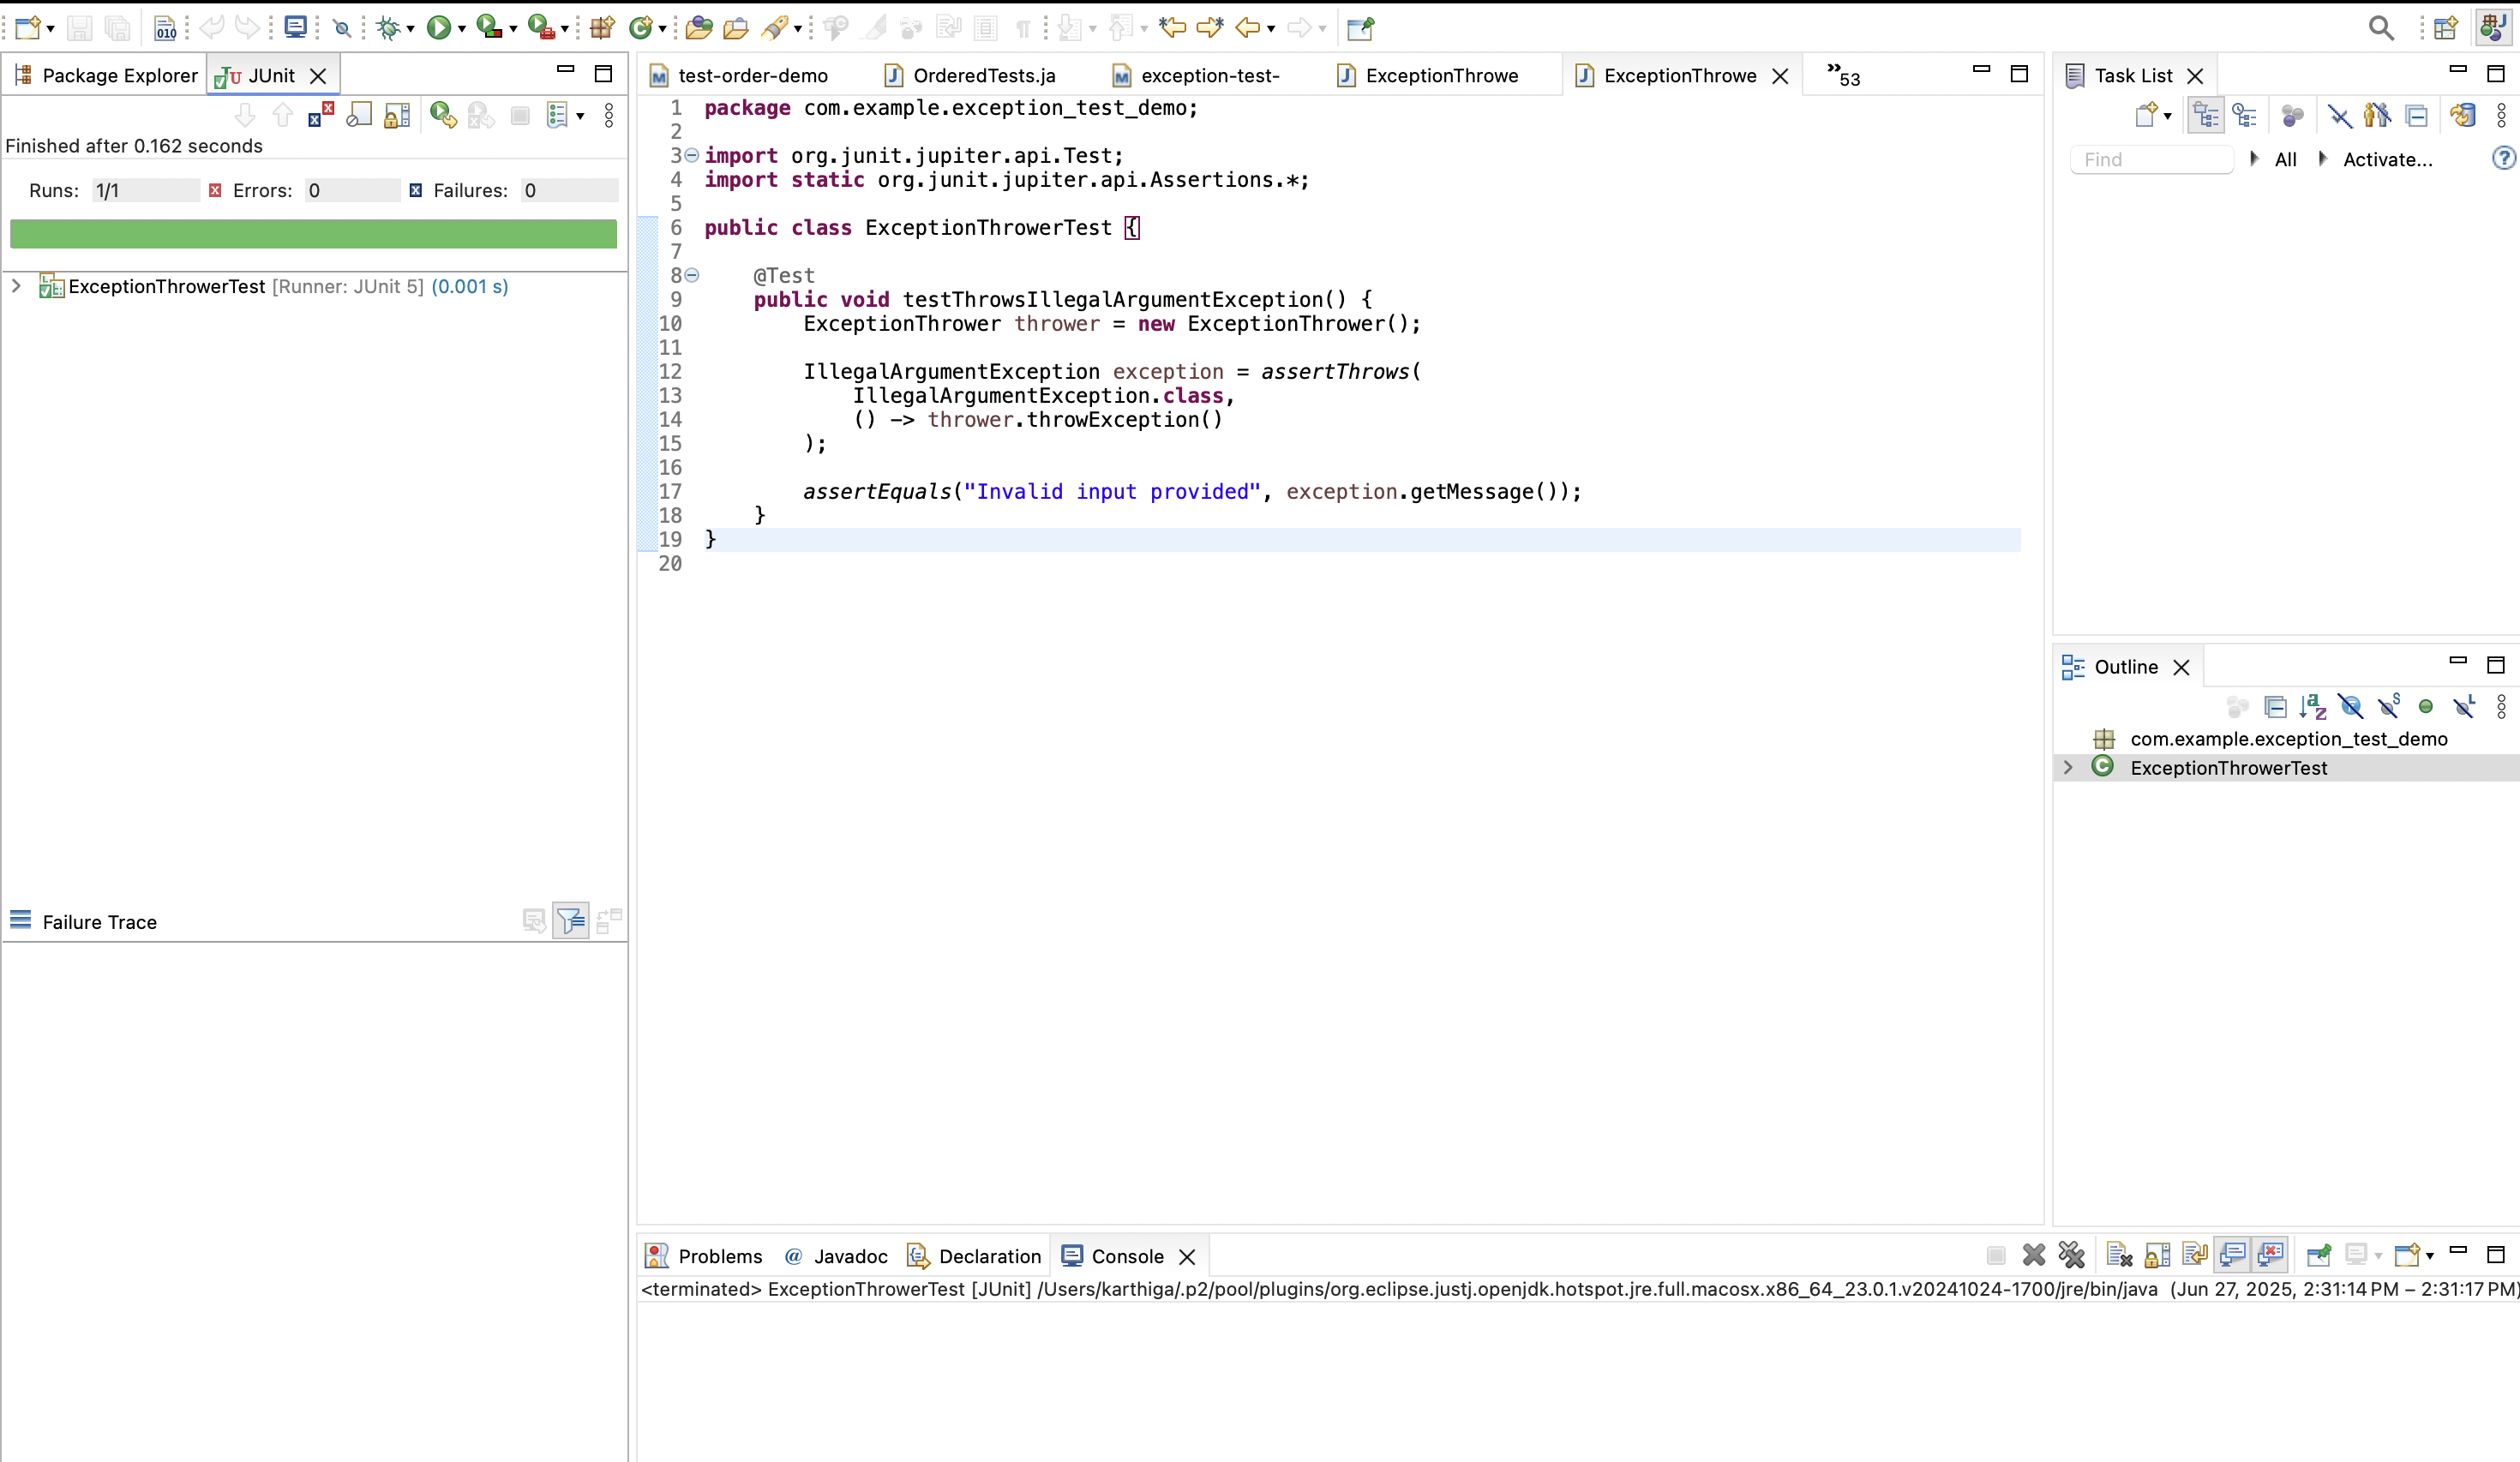 Package Explorer
JUnit
Finished after 0.162 seconds
Runs: 1/1 Errors: 0 Failures: 0
ExceptionThrowerTest [Runner: JUnit 5] (0.001 s)
Failure Trace
test-order-demo
OrderedTests.ja
exception-test-
ExceptionThrowe
ExceptionThrowe
»53
1 package com.example.exception_test_demo;
2
3 import org.junit.jupiter.api.Test;
4 import static org.junit.jupiter.api.Assertions.*;
5
6 public class ExceptionThrowerTest {
7
8 @Test
9 public void testThrowsIllegalArgumentException() {
10 ExceptionThrower thrower = new ExceptionThrower();
11
12 IllegalArgumentException exception = assertThrows(
13 IllegalArgumentException.class,
14 () -> thrower.throwException()
15 );
16
17 assertEquals("Invalid input provided", exception.getMessage());
18 }
19 }
20
Task List
Find
All
Activate...
Outline
com.example.exception_test_demo
ExceptionThrowerTest
Problems
@ Javadoc
Declaration
Console
<terminated> ExceptionThrowerTest [JUnit] /Users/karthiga/.p2/pool/plugins/org.eclipse.justj.openjdk.hotspot.jre.full.macosx.x86_64_23.0.1.v20241024-1700/jre/bin/java (Jun 27, 2025, 2:31:14 PM – 2:31:17 PM)